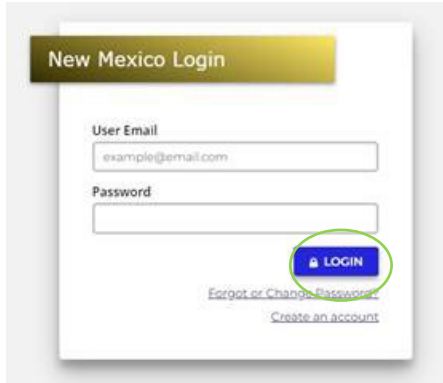 New Mexico Login
User Email
example@email.com
Password
LOGIN
Forgot or Change Password?
Create an account